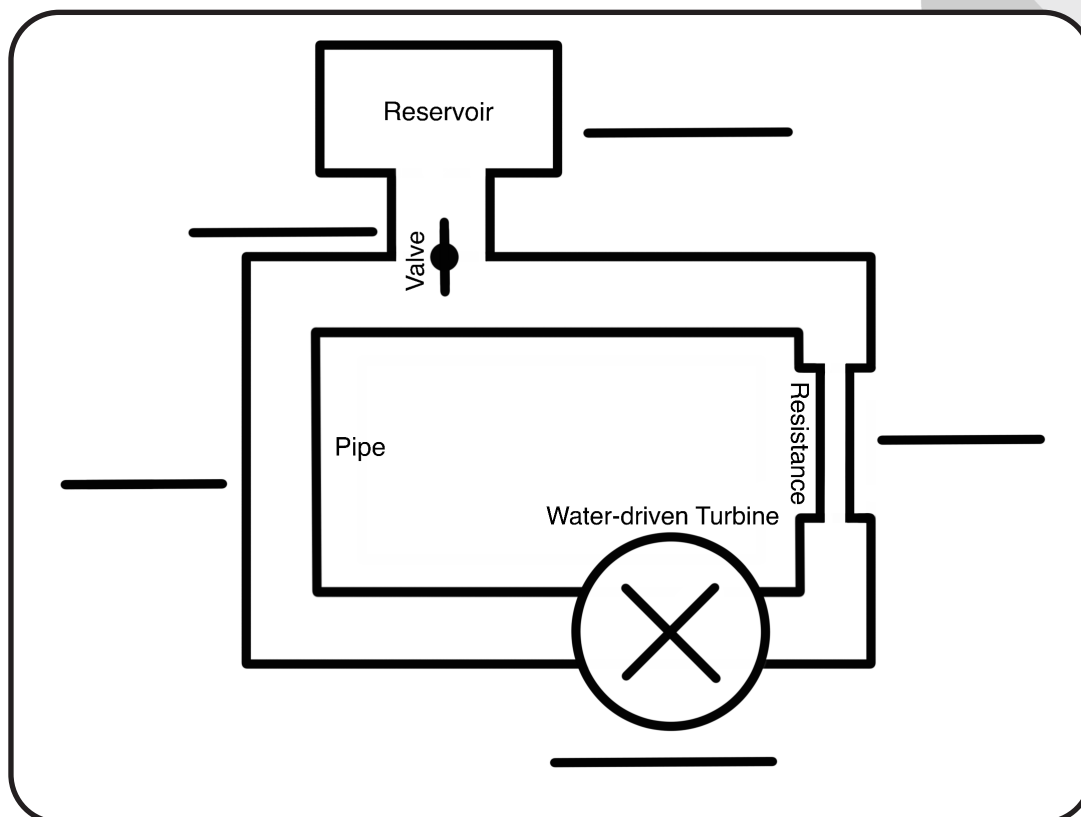 Reservoir
Valve
Pipe
Resistance
Water-driven Turbine